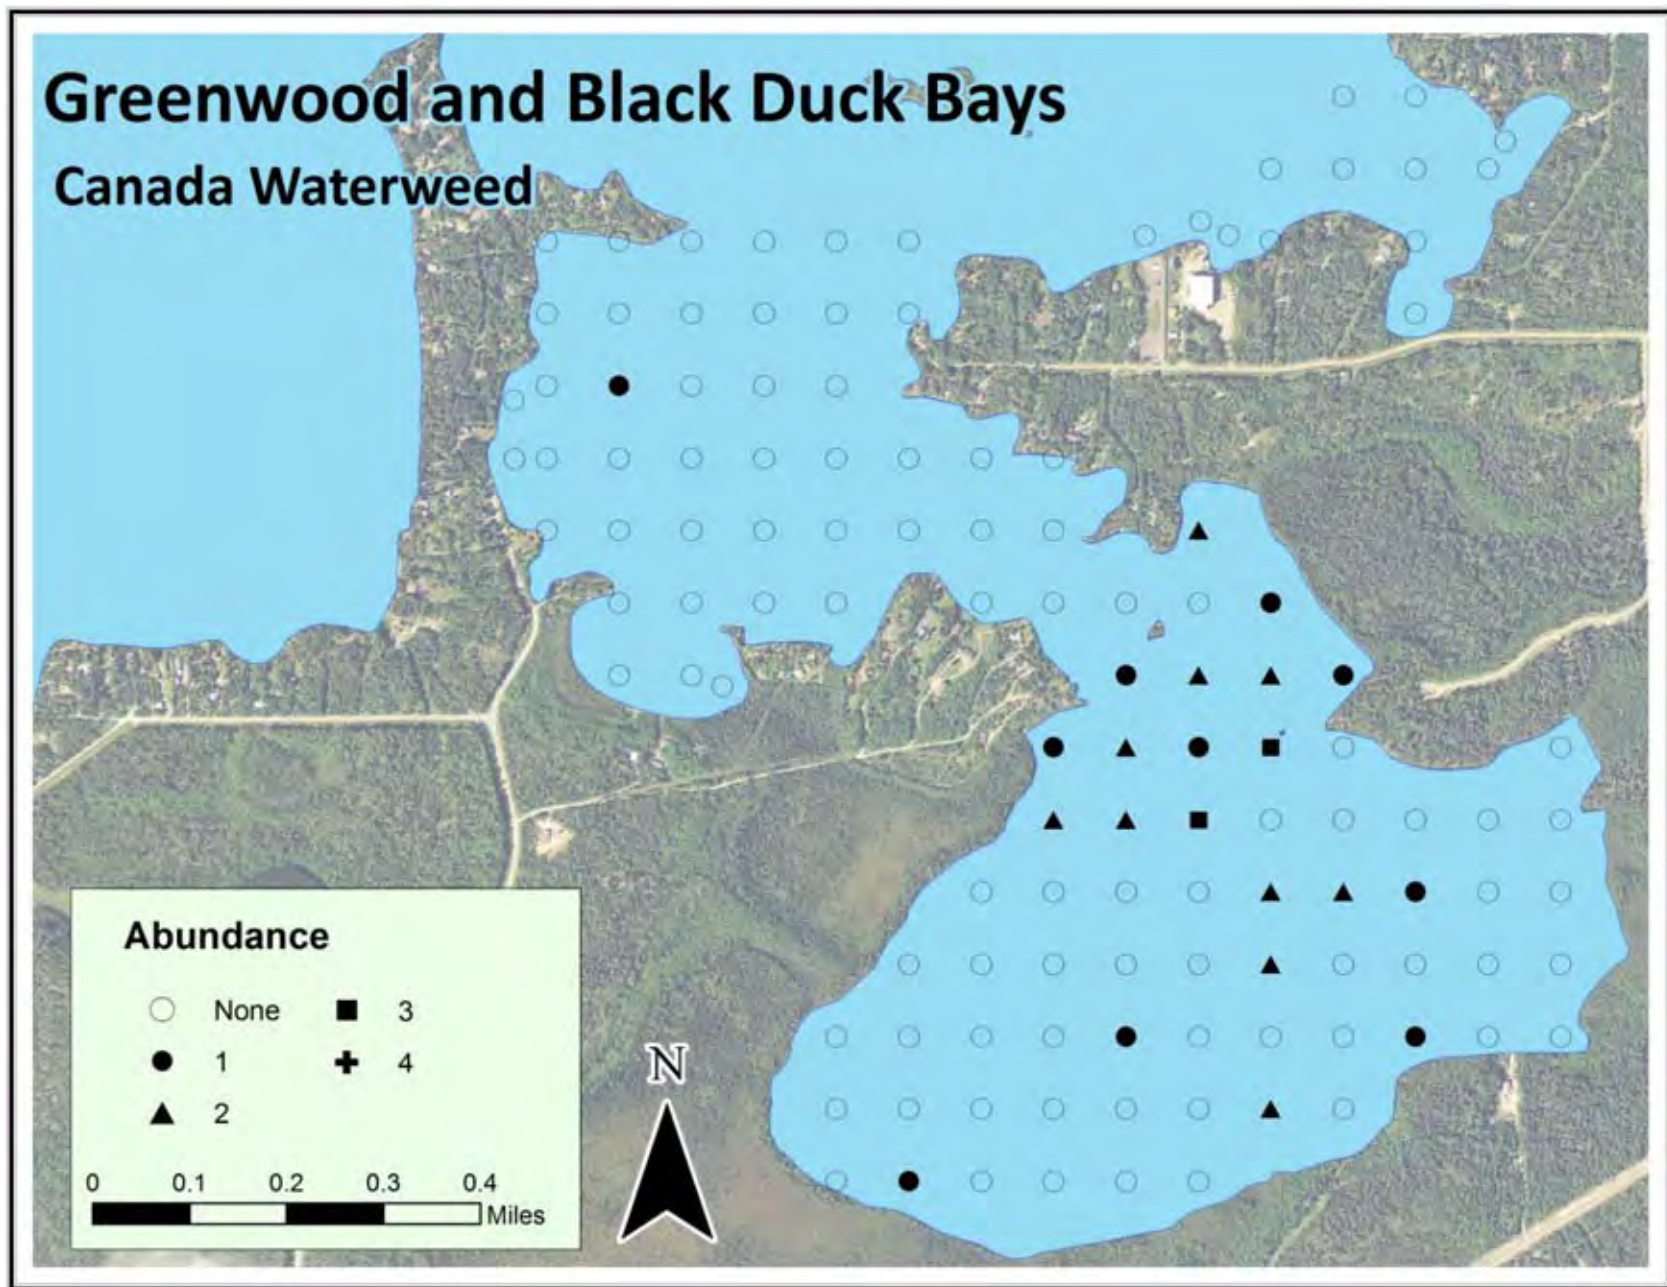 Greenwood and Black Duck Bays
Canada Waterweed
Abundance
None 3
1 4
2
0 0.1 0.2 0.3 0.4
Miles
N